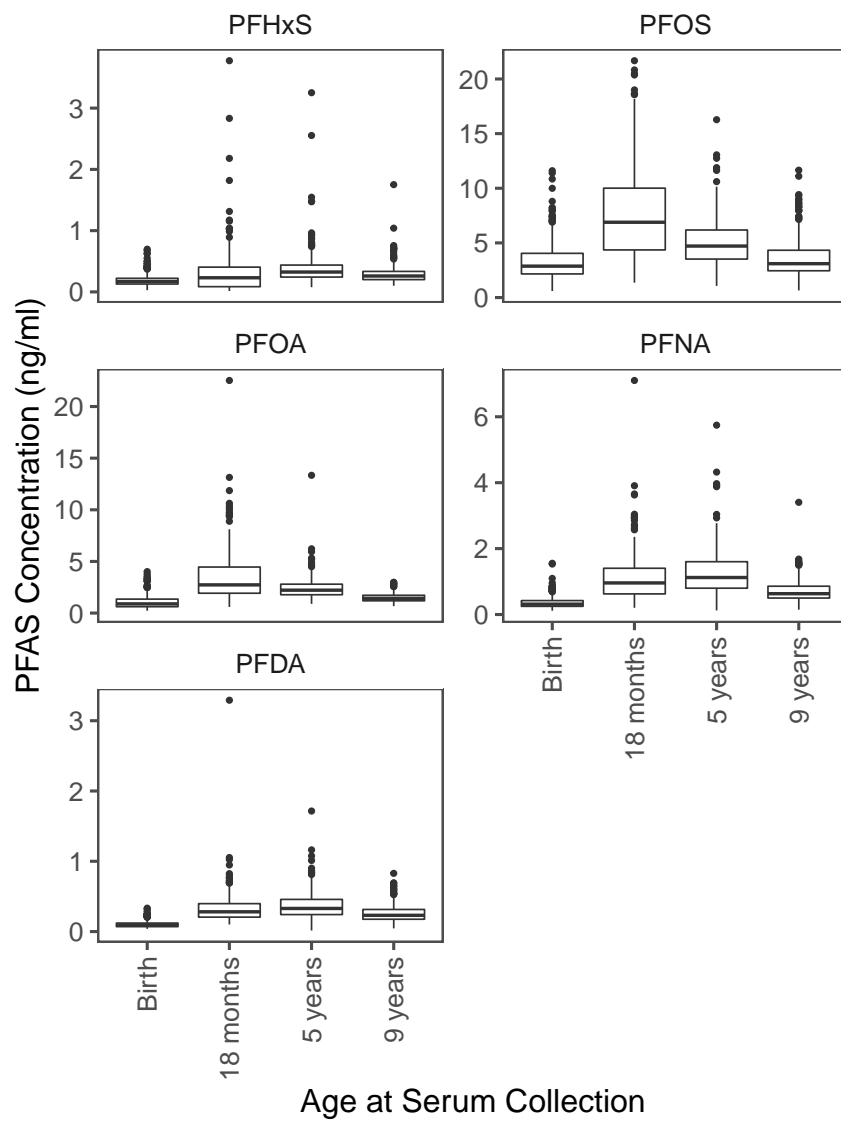 PFHxS
PFOS
3
2
1
0
20
15
10
5
0
PFOA
PFNA
20
15
10
5
0
6
4
2
0
PFDA
3
2
1
0
Birth
18 months
5 years
9 years
Birth
18 months
5 years
9 years
PFAS Concentration (ng/ml)
Age at Serum Collection